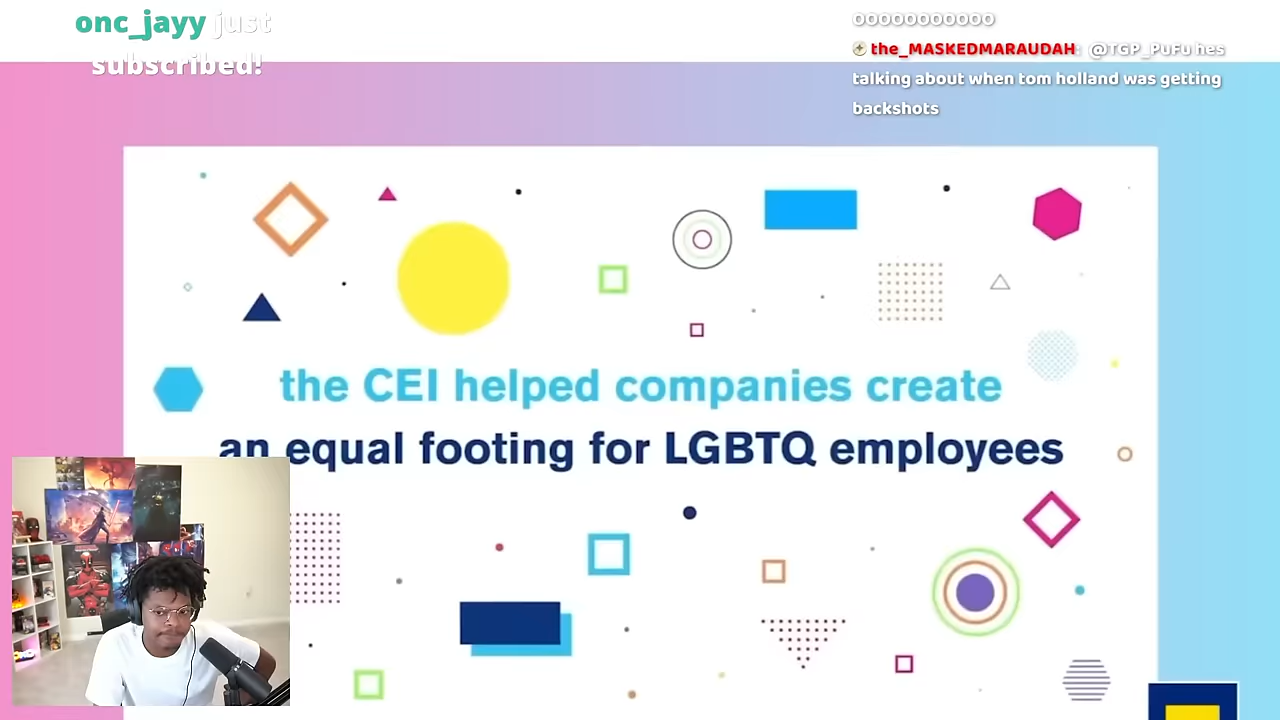 onc_jayy just
subscribed!
OOOOOOOOOOO
the_MASKEDMARAUDAH: @TGP_PuFu hes
talking about when tom holland was getting
backshots
the CEI helped companies create
an equal footing for LGBTQ employees